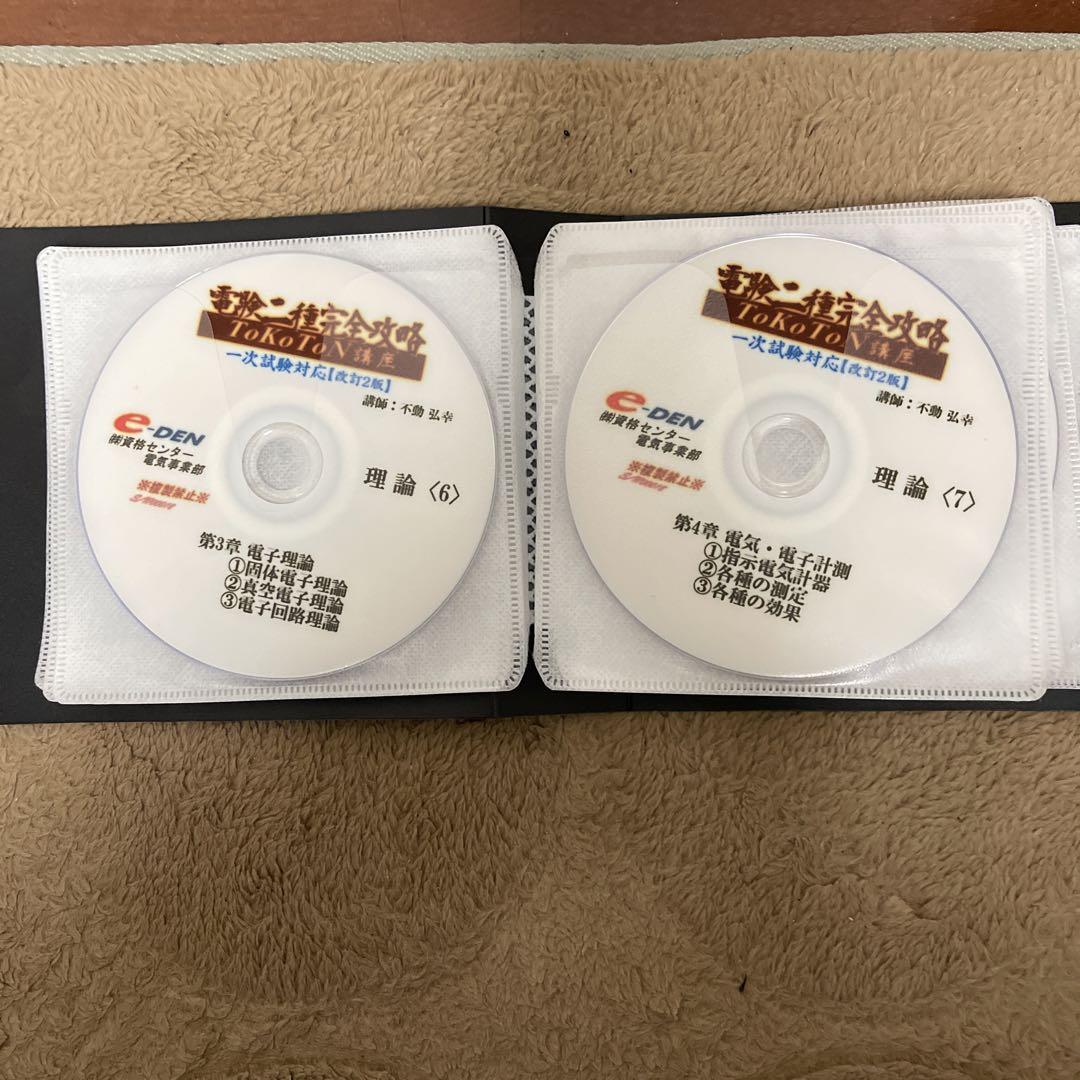 電験二種完全攻略
ToKoToN講座
一次試験対応【改訂2版】
講師：不動 弘幸
e-DEN
㈱資格センター
電気事業部
※複製禁止※
理論〈6〉
第3章 電子理論
①固体電子理論
②真空電子理論
③電子回路理論
電験二種完全攻略
ToKoToN講座
一次試験対応【改訂2版】
講師：不動 弘幸
e-DEN
㈱資格センター
電気事業部
※複製禁止※
理論〈7〉
第4章 電気・電子計測
①指示電気計器
②各種の測定
③各種の効果